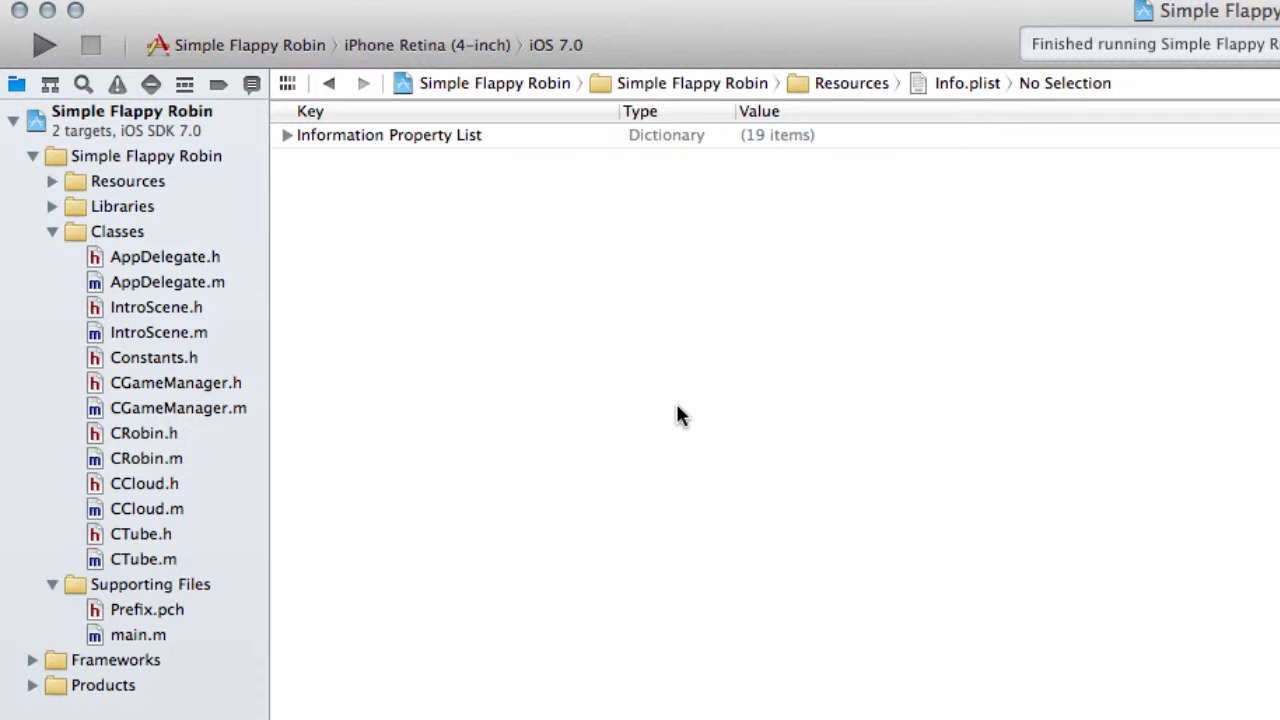 Simple Flappy
Simple Flappy Robin 〉 iPhone Retina (4-inch) 〉 iOS 7.0
Finished running Simple Flappy R
Simple Flappy Robin 〉 Simple Flappy Robin 〉 Resources 〉 Info.plist 〉 No Selection
Key Type Value
Information Property List Dictionary (19 items)
Simple Flappy Robin
2 targets, iOS SDK 7.0
Simple Flappy Robin
Resources
Libraries
Classes
AppDelegate.h
AppDelegate.m
IntroScene.h
IntroScene.m
Constants.h
CGameManager.h
CGameManager.m
CRobin.h
CRobin.m
CCloud.h
CCloud.m
CTube.h
CTube.m
Supporting Files
Prefix.pch
main.m
Frameworks
Products